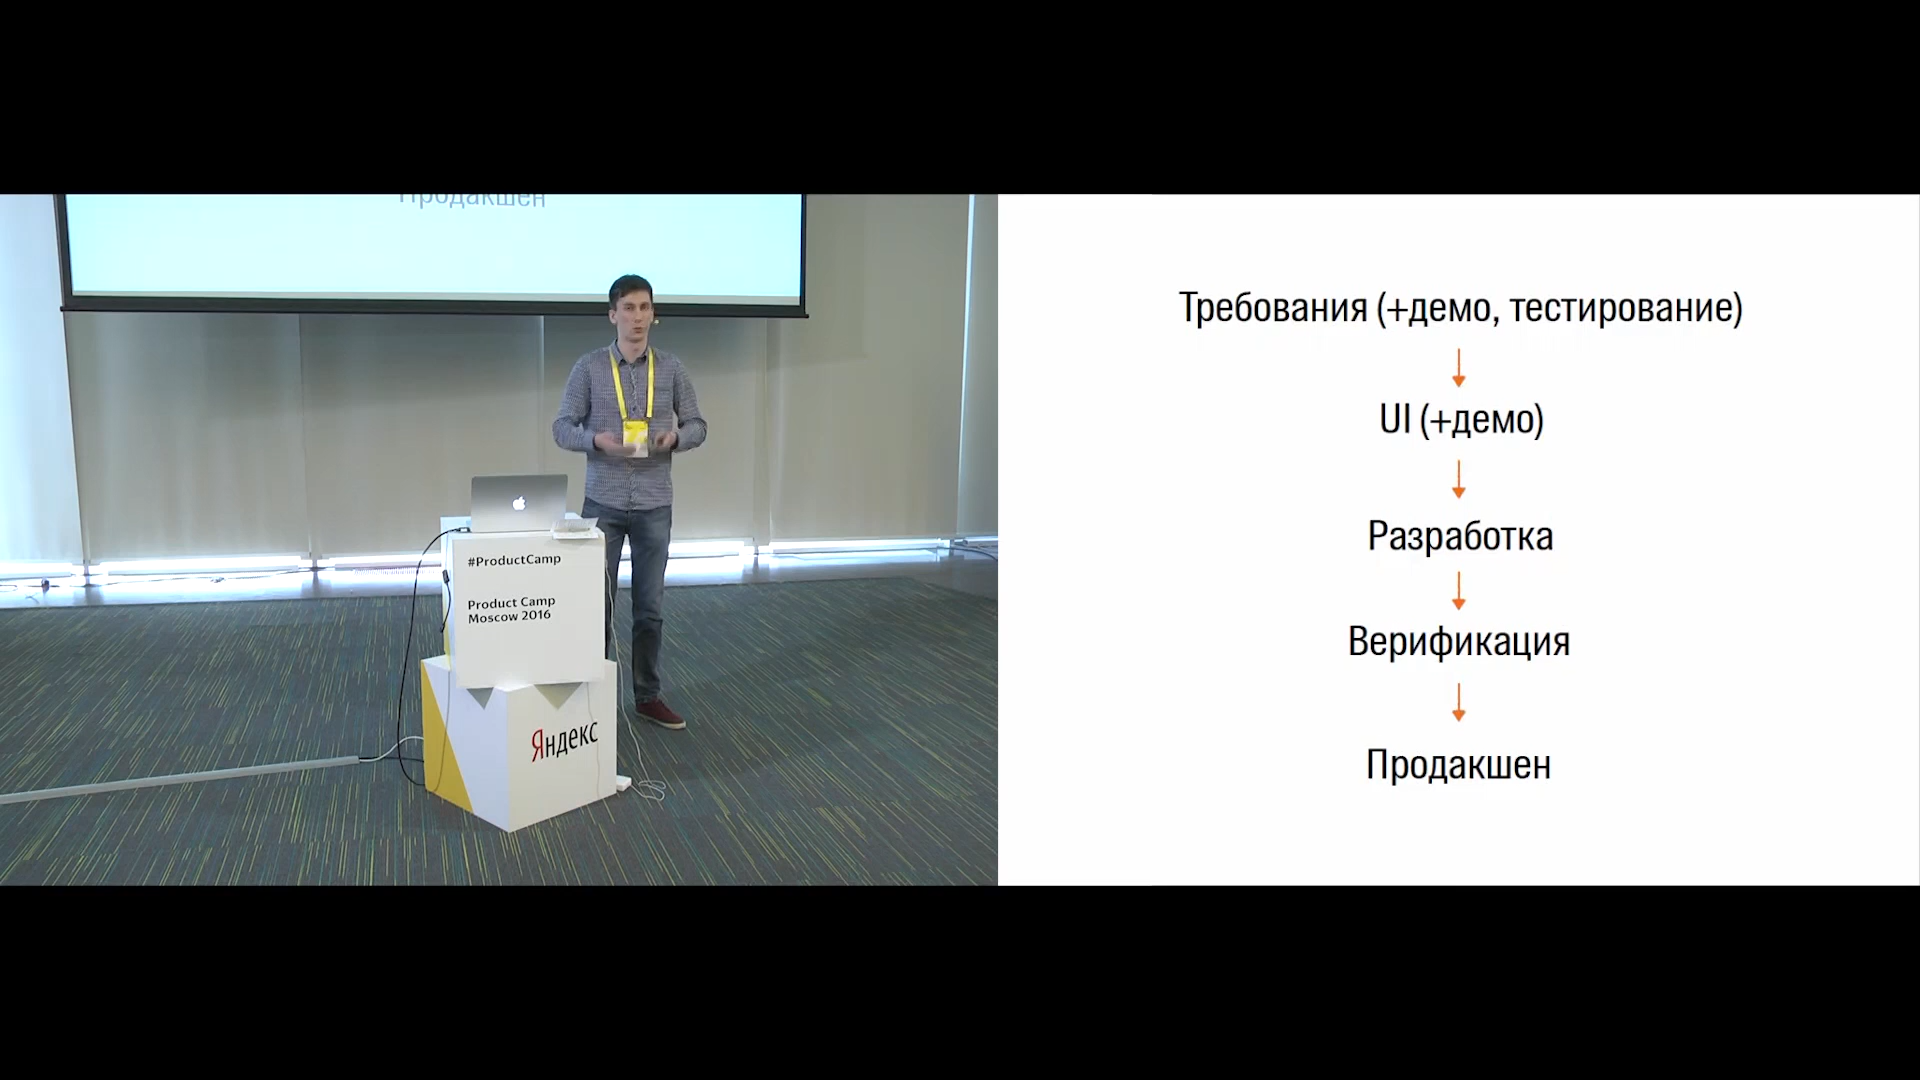 Продакшен
#ProductCamp
Product Camp
Moscow 2016
Яндекс
Требования (+демо, тестирование)
UI (+демо)
Разработка
Верификация
Продакшен